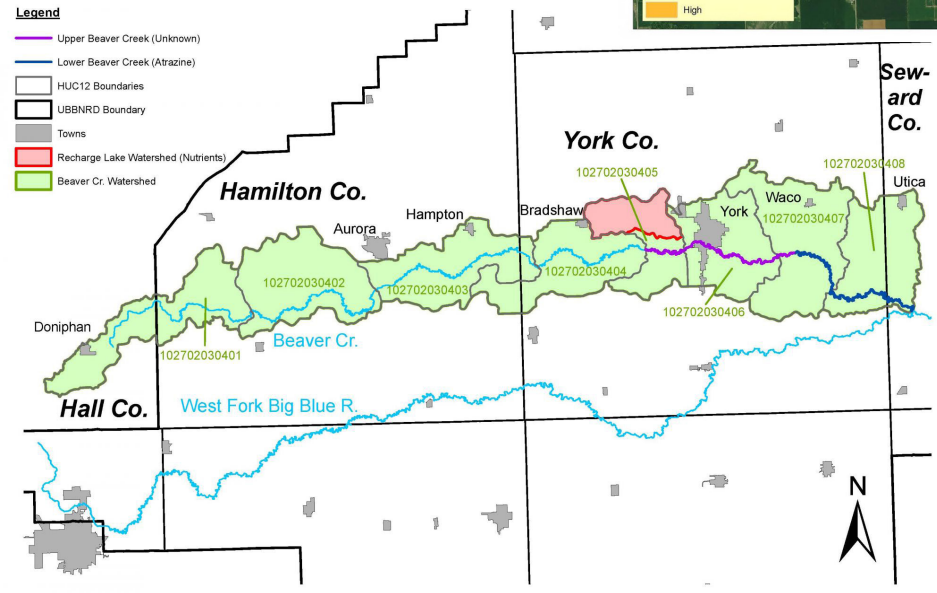 Legend
Upper Beaver Creek (Unknown)
Lower Beaver Creek (Atrazine)
HUC12 Boundaries
UBBNRD Boundary
Towns
Recharge Lake Watershed (Nutrients)
Beaver Cr. Watershed
High
Sew-
ard
Co.
York Co.
102702030405
102702030408
Utica
Hamilton Co.
Waco
Bradshaw
York
102702030407
Hampton
Aurora
102702030404
102702030402
102702030403
102702030406
Doniphan
Beaver Cr.
102702030401
Hall Co.
West Fork Big Blue R.
N